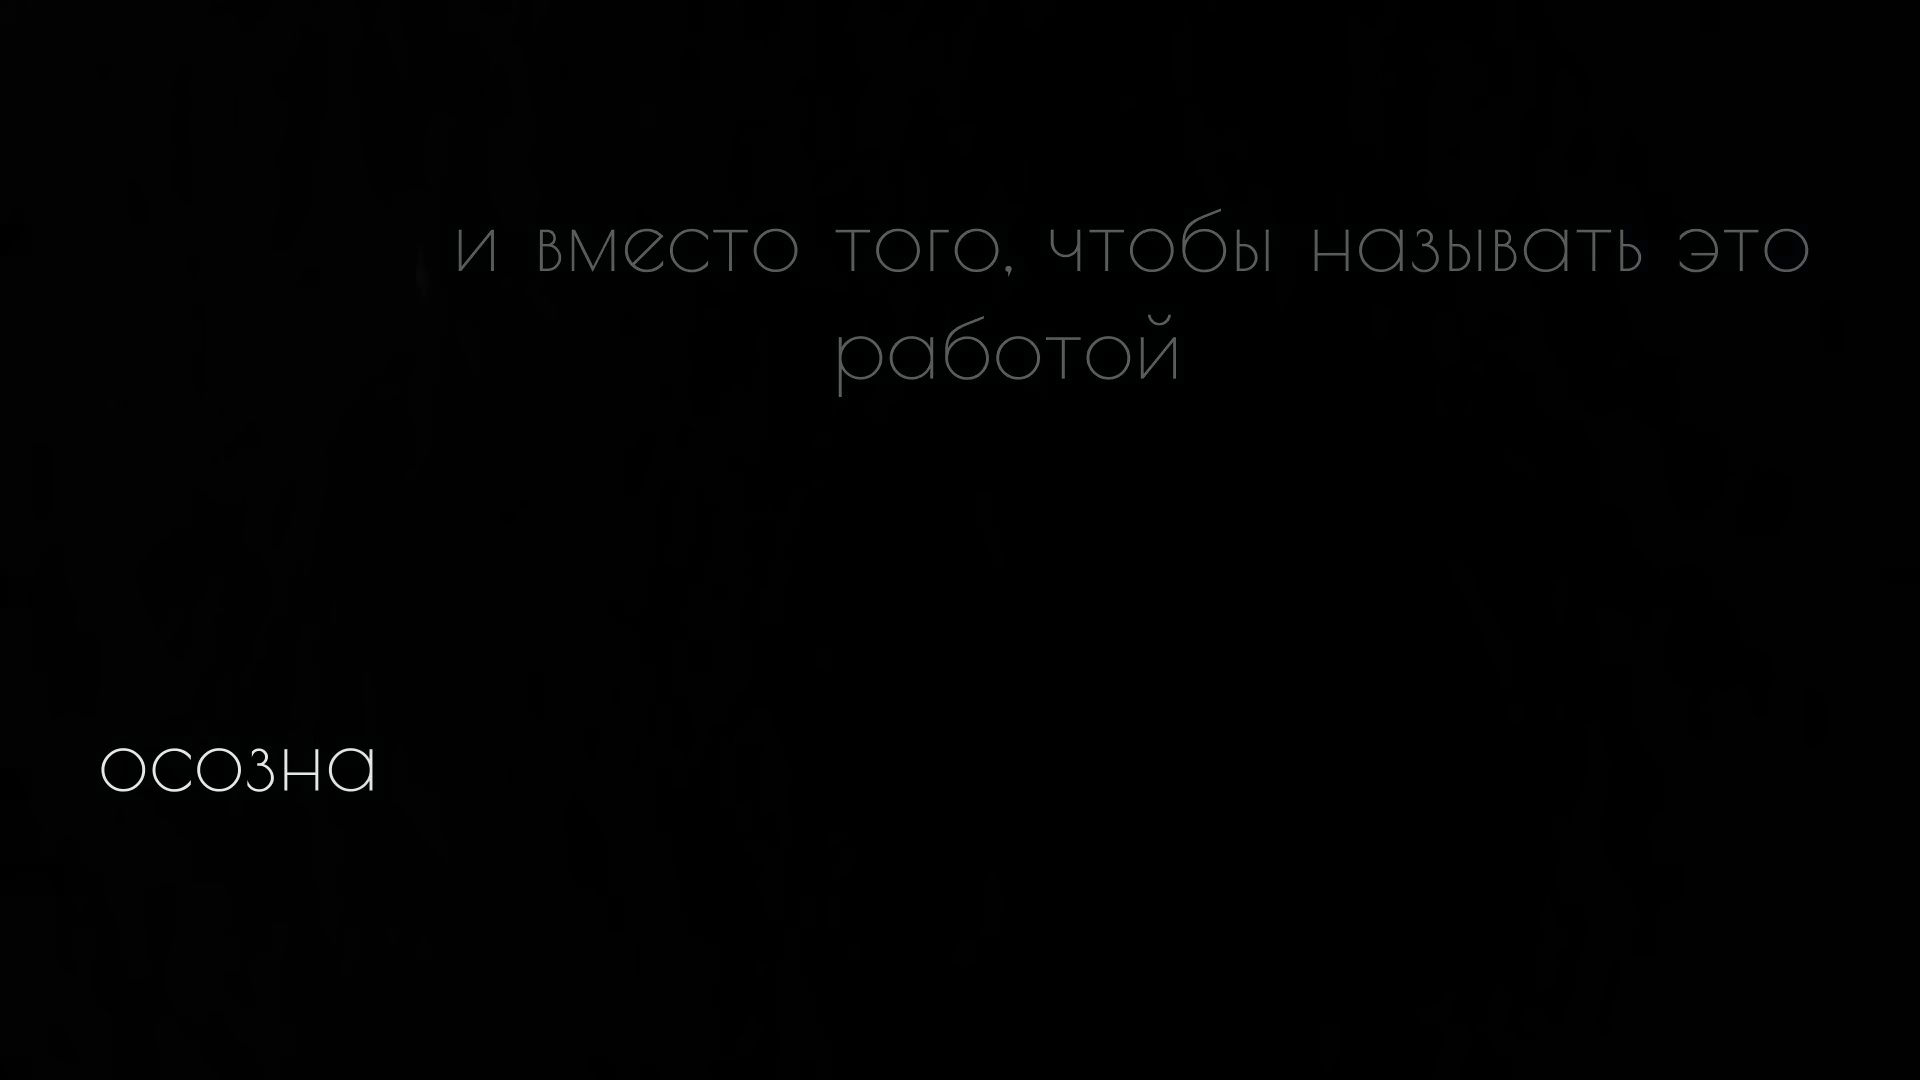 и вместо того, чтобы называть это
работой
осозна